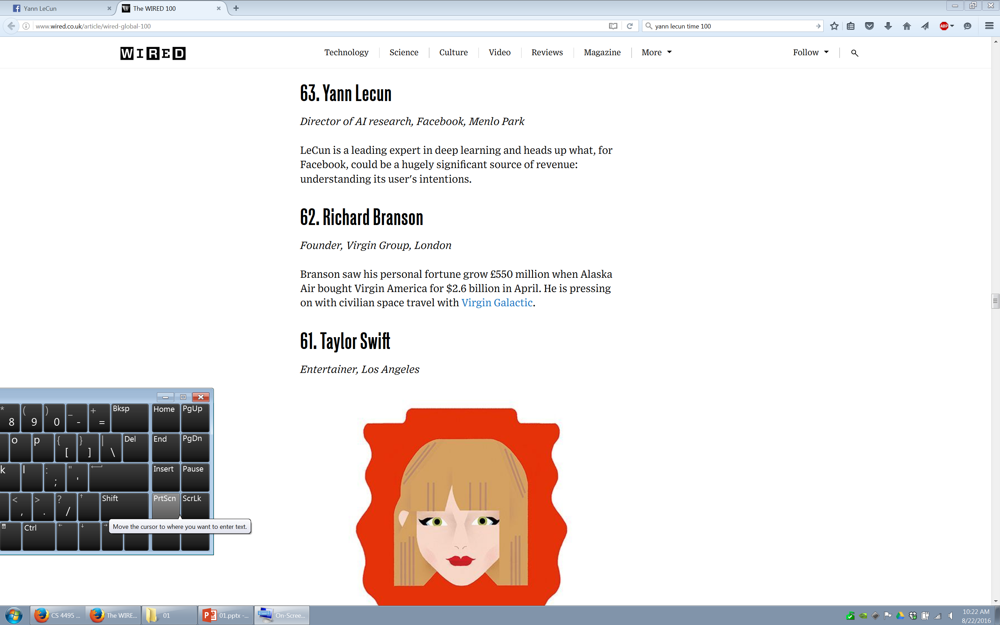 Yann LeCun
The WIRED 100
www.wired.co.uk/article/wired-global-100
yann lecun time 100
ABP
WIRED
Technology
Science
Culture
Video
Reviews
Magazine
More
Follow
63. Yann Lecun
Director of AI research, Facebook, Menlo Park
LeCun is a leading expert in deep learning and heads up what, for
Facebook, could be a hugely significant source of revenue:
understanding its user's intentions.
62. Richard Branson
Founder, Virgin Group, London
Branson saw his personal fortune grow £550 million when Alaska
Air bought Virgin America for $2.6 billion in April. He is pressing
on with civilian space travel with Virgin Galactic.
61. Taylor Swift
Entertainer, Los Angeles
* 8 ( 9 ) 0 _ - + = Bksp Home PgUp
o p { [ } ] | \ Del End PgDn
k l : ; " ' Insert Pause
< , > . ? / ↑ Shift PrtScn ScrLk
Ctrl ← ↓ →
Move the cursor to where you want to enter text.
CS 4495 ...
The WIRE...
01
01.pptx -...
On-Scree...
10:22 AM
8/22/2016